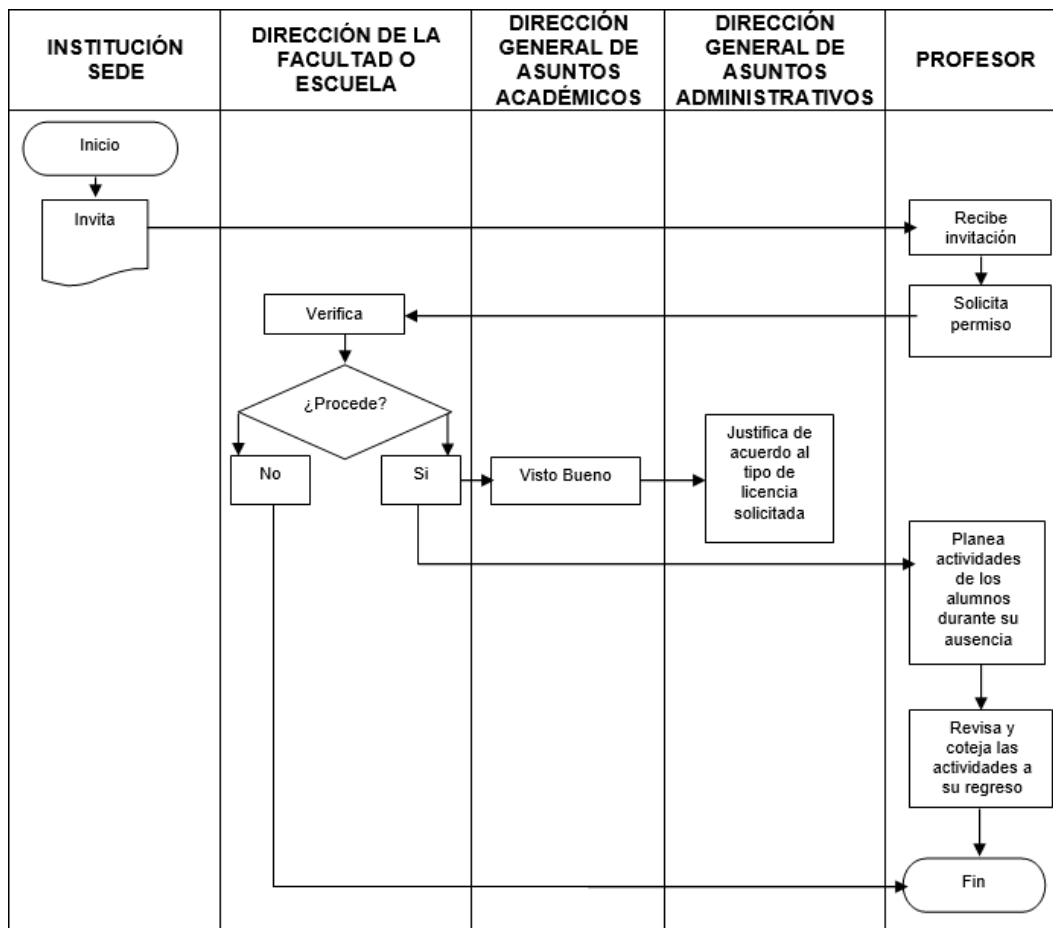 INSTITUCIÓN
SEDE
DIRECCIÓN DE LA
FACULTAD O
ESCUELA
DIRECCIÓN
GENERAL DE
ASUNTOS
ACADÉMICOS
DIRECCIÓN
GENERAL DE
ASUNTOS
ADMINISTRATIVOS
PROFESOR
Inicio
Invita
Recibe
invitación
Solicita
permiso
Verifica
¿Procede?
No
Si
Visto Bueno
Justifica de
acuerdo al
tipo de
licencia
solicitada
Planea
actividades
de los
alumnos
durante su
ausencia
Revisa y
coteja las
actividades a
su regreso
Fin